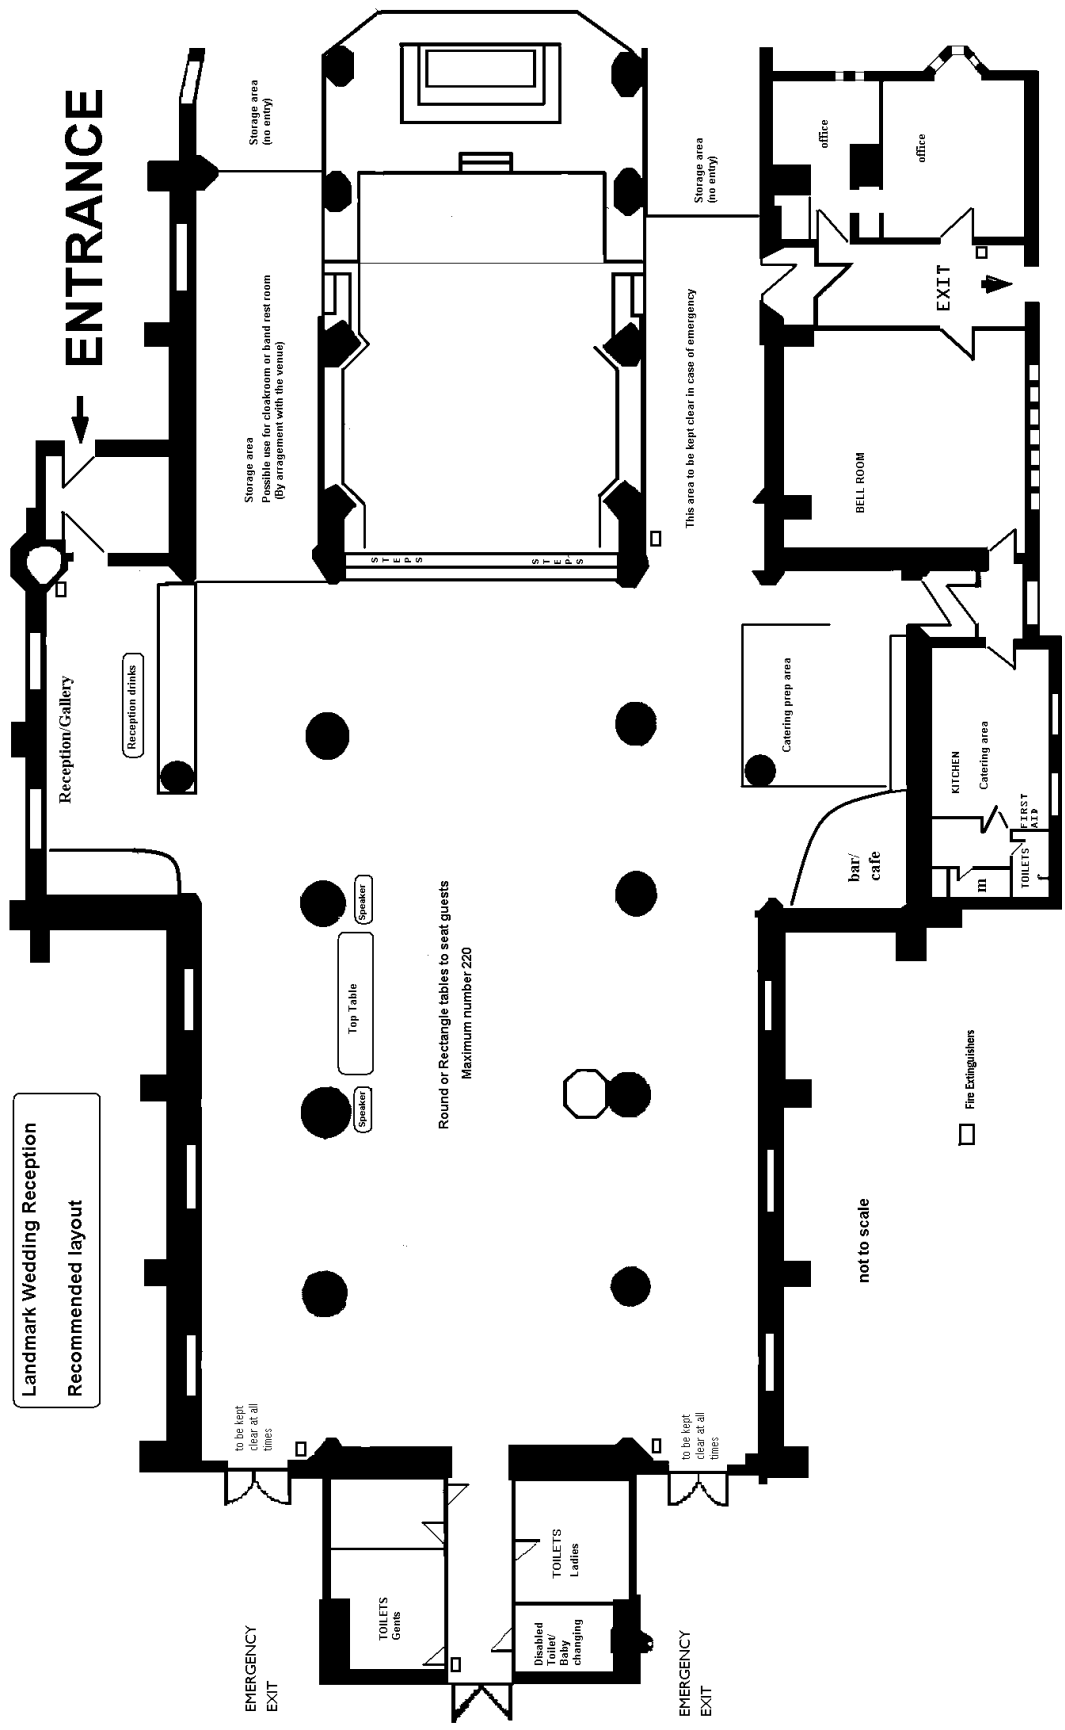 Landmark Wedding Reception
Recommended layout
ENTRANCE
Reception/Gallery
Reception drinks
Storage area
(no entry)
Storage area
Possible use for cloakroom or band rest room
(By arragement with the venue)
STEPS
STEPS
Storage area
(no entry)
This area to be kept clear in case of emergency
office
office
EXIT
BELL ROOM
Catering prep area
KITCHEN
Catering area
FIRST
AID
TOILETS
m
f
bar/
cafe
Speaker
Top Table
Speaker
Round or Rectangle tables to seat guests
Maximum number 220
Fire Extinguishers
not to scale
to be kept
clear at all
times
to be kept
clear at all
times
TOILETS
Gents
TOILETS
Ladies
Disabled
Toilet/
Baby
changing
EMERGENCY
EXIT
EMERGENCY
EXIT